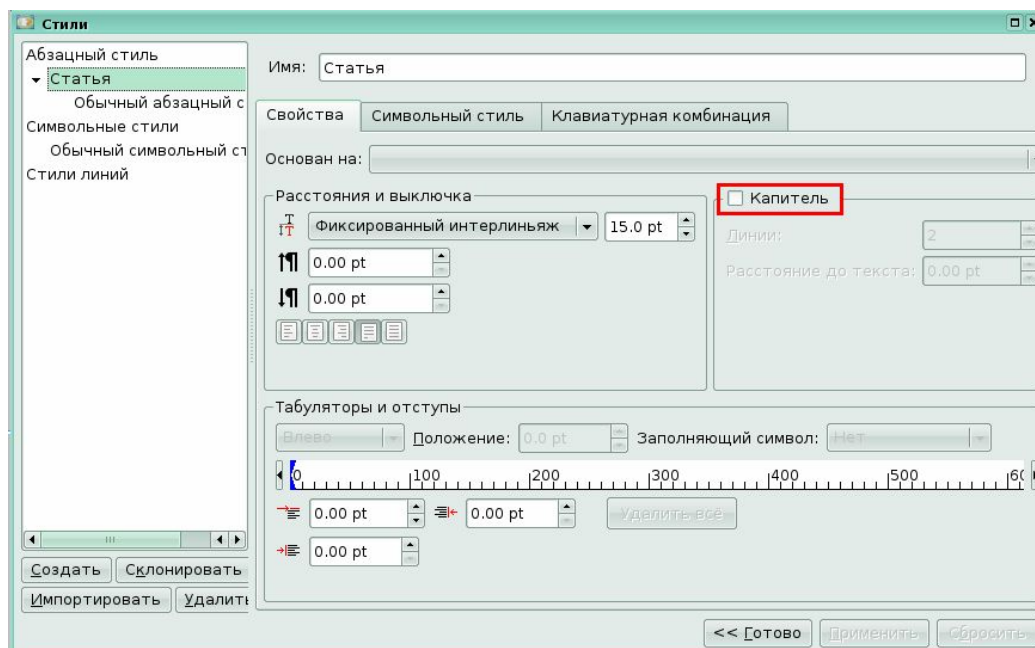 Стили
Абзацный стиль
Статья
Обычный абзацный с
Символьные стили
Обычный символьный ст
Стили линий
Создать Склонировать
Импортировать Удалить
Имя: Статья
Свойства Символьный стиль Клавиатурная комбинация
Основан на:
Расстояния и выключка
Фиксированный интерлиньяж 15.0 pt
0.00 pt
0.00 pt
Капитель
Линии: 2
Расстояние до текста: 0.00 pt
Табуляторы и отступы
Влево Положение: 0.0 pt Заполняющий символ: Нет
0 100 200 300 400 500 60
0.00 pt 0.00 pt Удалить всё
0.00 pt
<< Готово Применить Сбросить